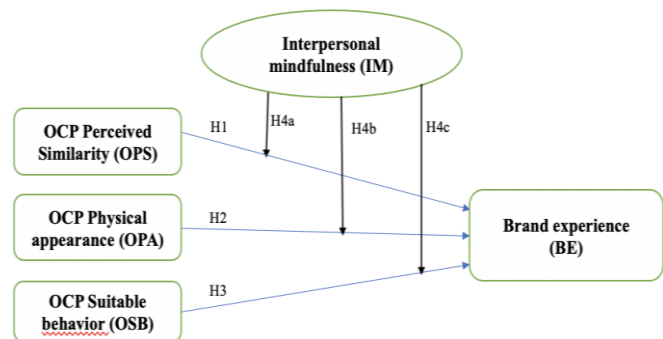 Interpersonal
mindfulness (IM)
H1
H4a
H4b
H4c
OCP Perceived
Similarity (OPS)
H2
OCP Physical
appearance (OPA)
Brand experience
(BE)
H3
OCP Suitable
behavior (OSB)